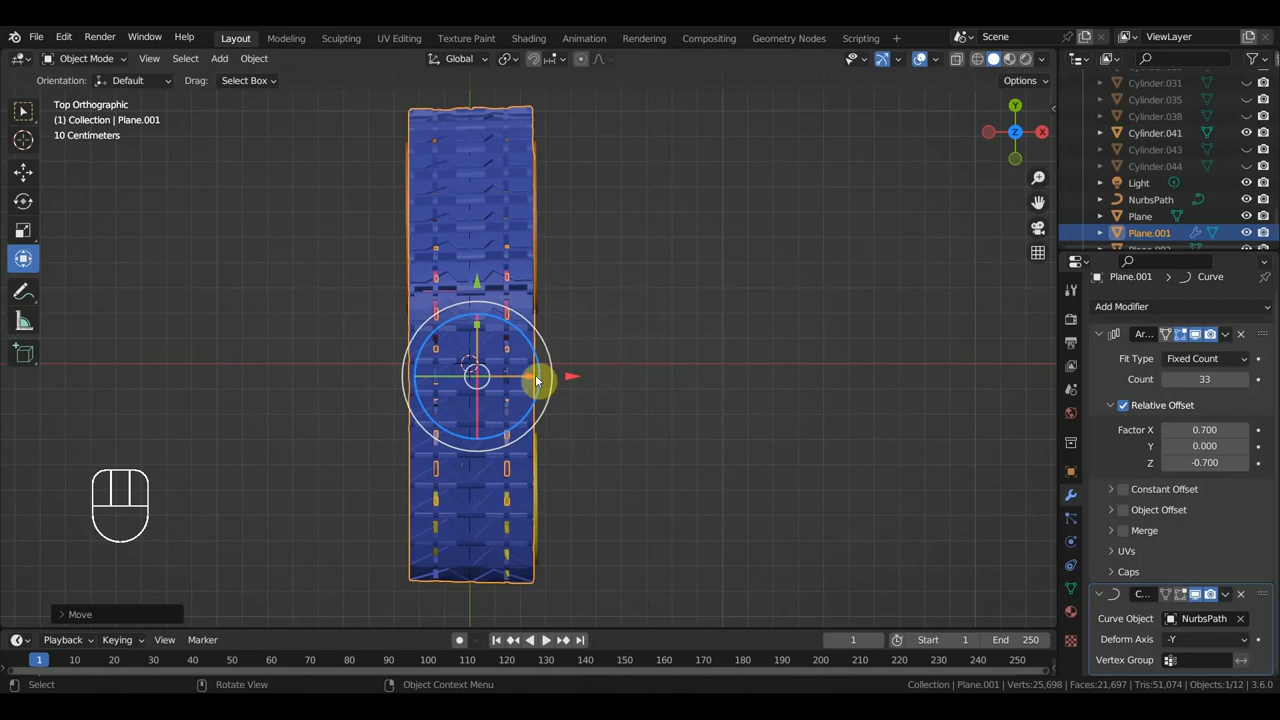 File Edit Render Window Help Layout Modeling Sculpting UV Editing Texture Paint Shading Animation Rendering Compositing Geometry Nodes Scripting + Scene ViewLayer
Object Mode View Select Add Object Global Options
Orientation: Default Drag: Select Box
Top Orthographic
(1) Collection | Plane.001
10 Centimeters
Y
X
Z
Cylinder.031
Cylinder.035
Cylinder.038
Cylinder.041
Cylinder.043
Cylinder.044
Light
NurbsPath
Plane
Plane.001
Plane.001 > Curve
Add Modifier
Ar...
Fit Type Fixed Count
Count 33
Relative Offset
Factor X 0.700
Y 0.000
Z -0.700
Constant Offset
Object Offset
Merge
UVs
Caps
C...
Curve Object NurbsPath
Deform Axis -Y
Vertex Group
> Move
Playback Keying View Marker 1 Start 1 End 250
1 10 20 30 40 50 60 70 80 90 100 110 120 130 140 150 160 170 180 190 200 210 220 230 240 250
Select Rotate View Object Context Menu Collection | Plane.001 | Verts:25,698 | Faces:21,697 | Tris:51,074 | Objects:1/12 | 3.6.0